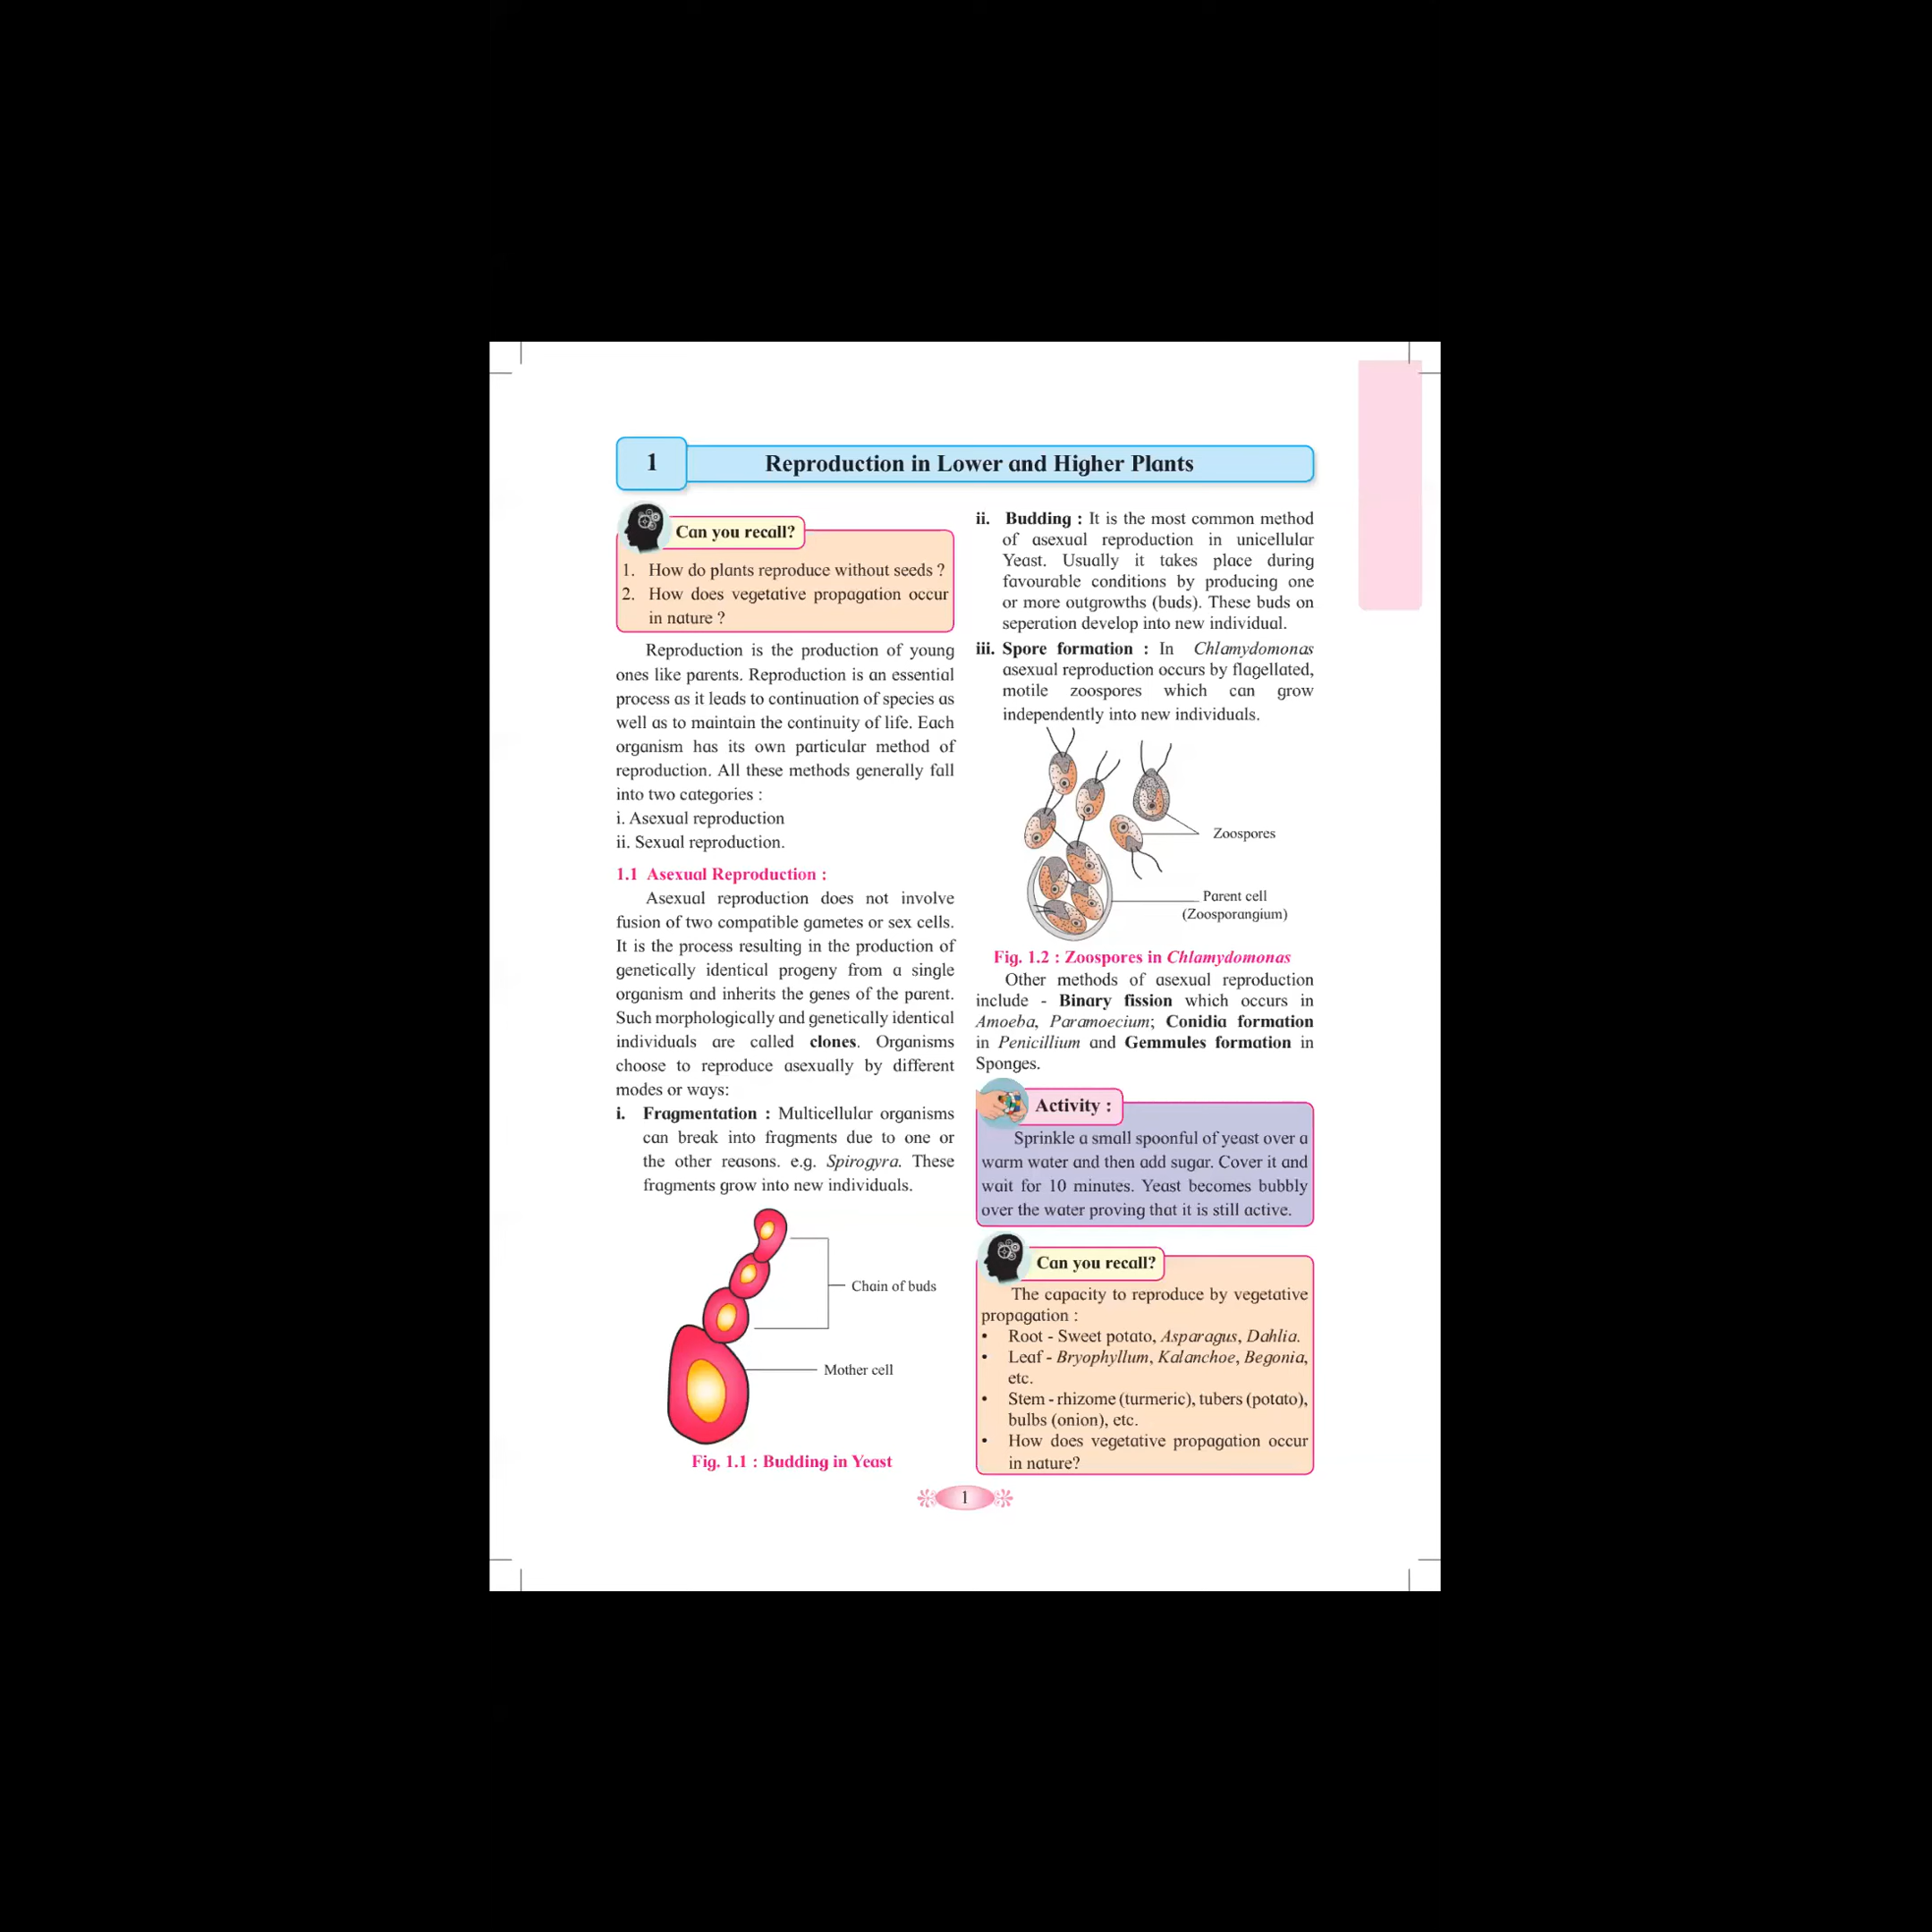 1
Reproduction in Lower and Higher Plants
Can you recall?
1. How do plants reproduce without seeds ?
2. How does vegetative propagation occur
in nature ?
Reproduction is the production of young
ones like parents. Reproduction is an essential
process as it leads to continuation of species as
well as to maintain the continuity of life. Each
organism has its own particular method of
reproduction. All these methods generally fall
into two categories :
i. Asexual reproduction
ii. Sexual reproduction.
1.1 Asexual Reproduction :
Asexual reproduction does not involve
fusion of two compatible gametes or sex cells.
It is the process resulting in the production of
genetically identical progeny from a single
organism and inherits the genes of the parent.
Such morphologically and genetically identical
individuals are called clones. Organisms
choose to reproduce asexually by different
modes or ways:
i. Fragmentation : Multicellular organisms
can break into fragments due to one or
the other reasons. e.g. Spirogyra. These
fragments grow into new individuals.
Chain of buds
Mother cell
Fig. 1.1 : Budding in Yeast
ii. Budding : It is the most common method
of asexual reproduction in unicellular
Yeast. Usually it takes place during
favourable conditions by producing one
or more outgrowths (buds). These buds on
seperation develop into new individual.
iii. Spore formation : In Chlamydomonas
asexual reproduction occurs by flagellated,
motile zoospores which can grow
independently into new individuals.
Zoospores
Parent cell
(Zoosporangium)
Fig. 1.2 : Zoospores in Chlamydomonas
Other methods of asexual reproduction
include - Binary fission which occurs in
Amoeba, Paramoecium; Conidia formation
in Penicillium and Gemmules formation in
Sponges.
Activity :
Sprinkle a small spoonful of yeast over a
warm water and then add sugar. Cover it and
wait for 10 minutes. Yeast becomes bubbly
over the water proving that it is still active.
Can you recall?
The capacity to reproduce by vegetative
propagation :
• Root - Sweet potato, Asparagus, Dahlia.
• Leaf - Bryophyllum, Kalanchoe, Begonia,
etc.
• Stem - rhizome (turmeric), tubers (potato),
bulbs (onion), etc.
• How does vegetative propagation occur
in nature?
1